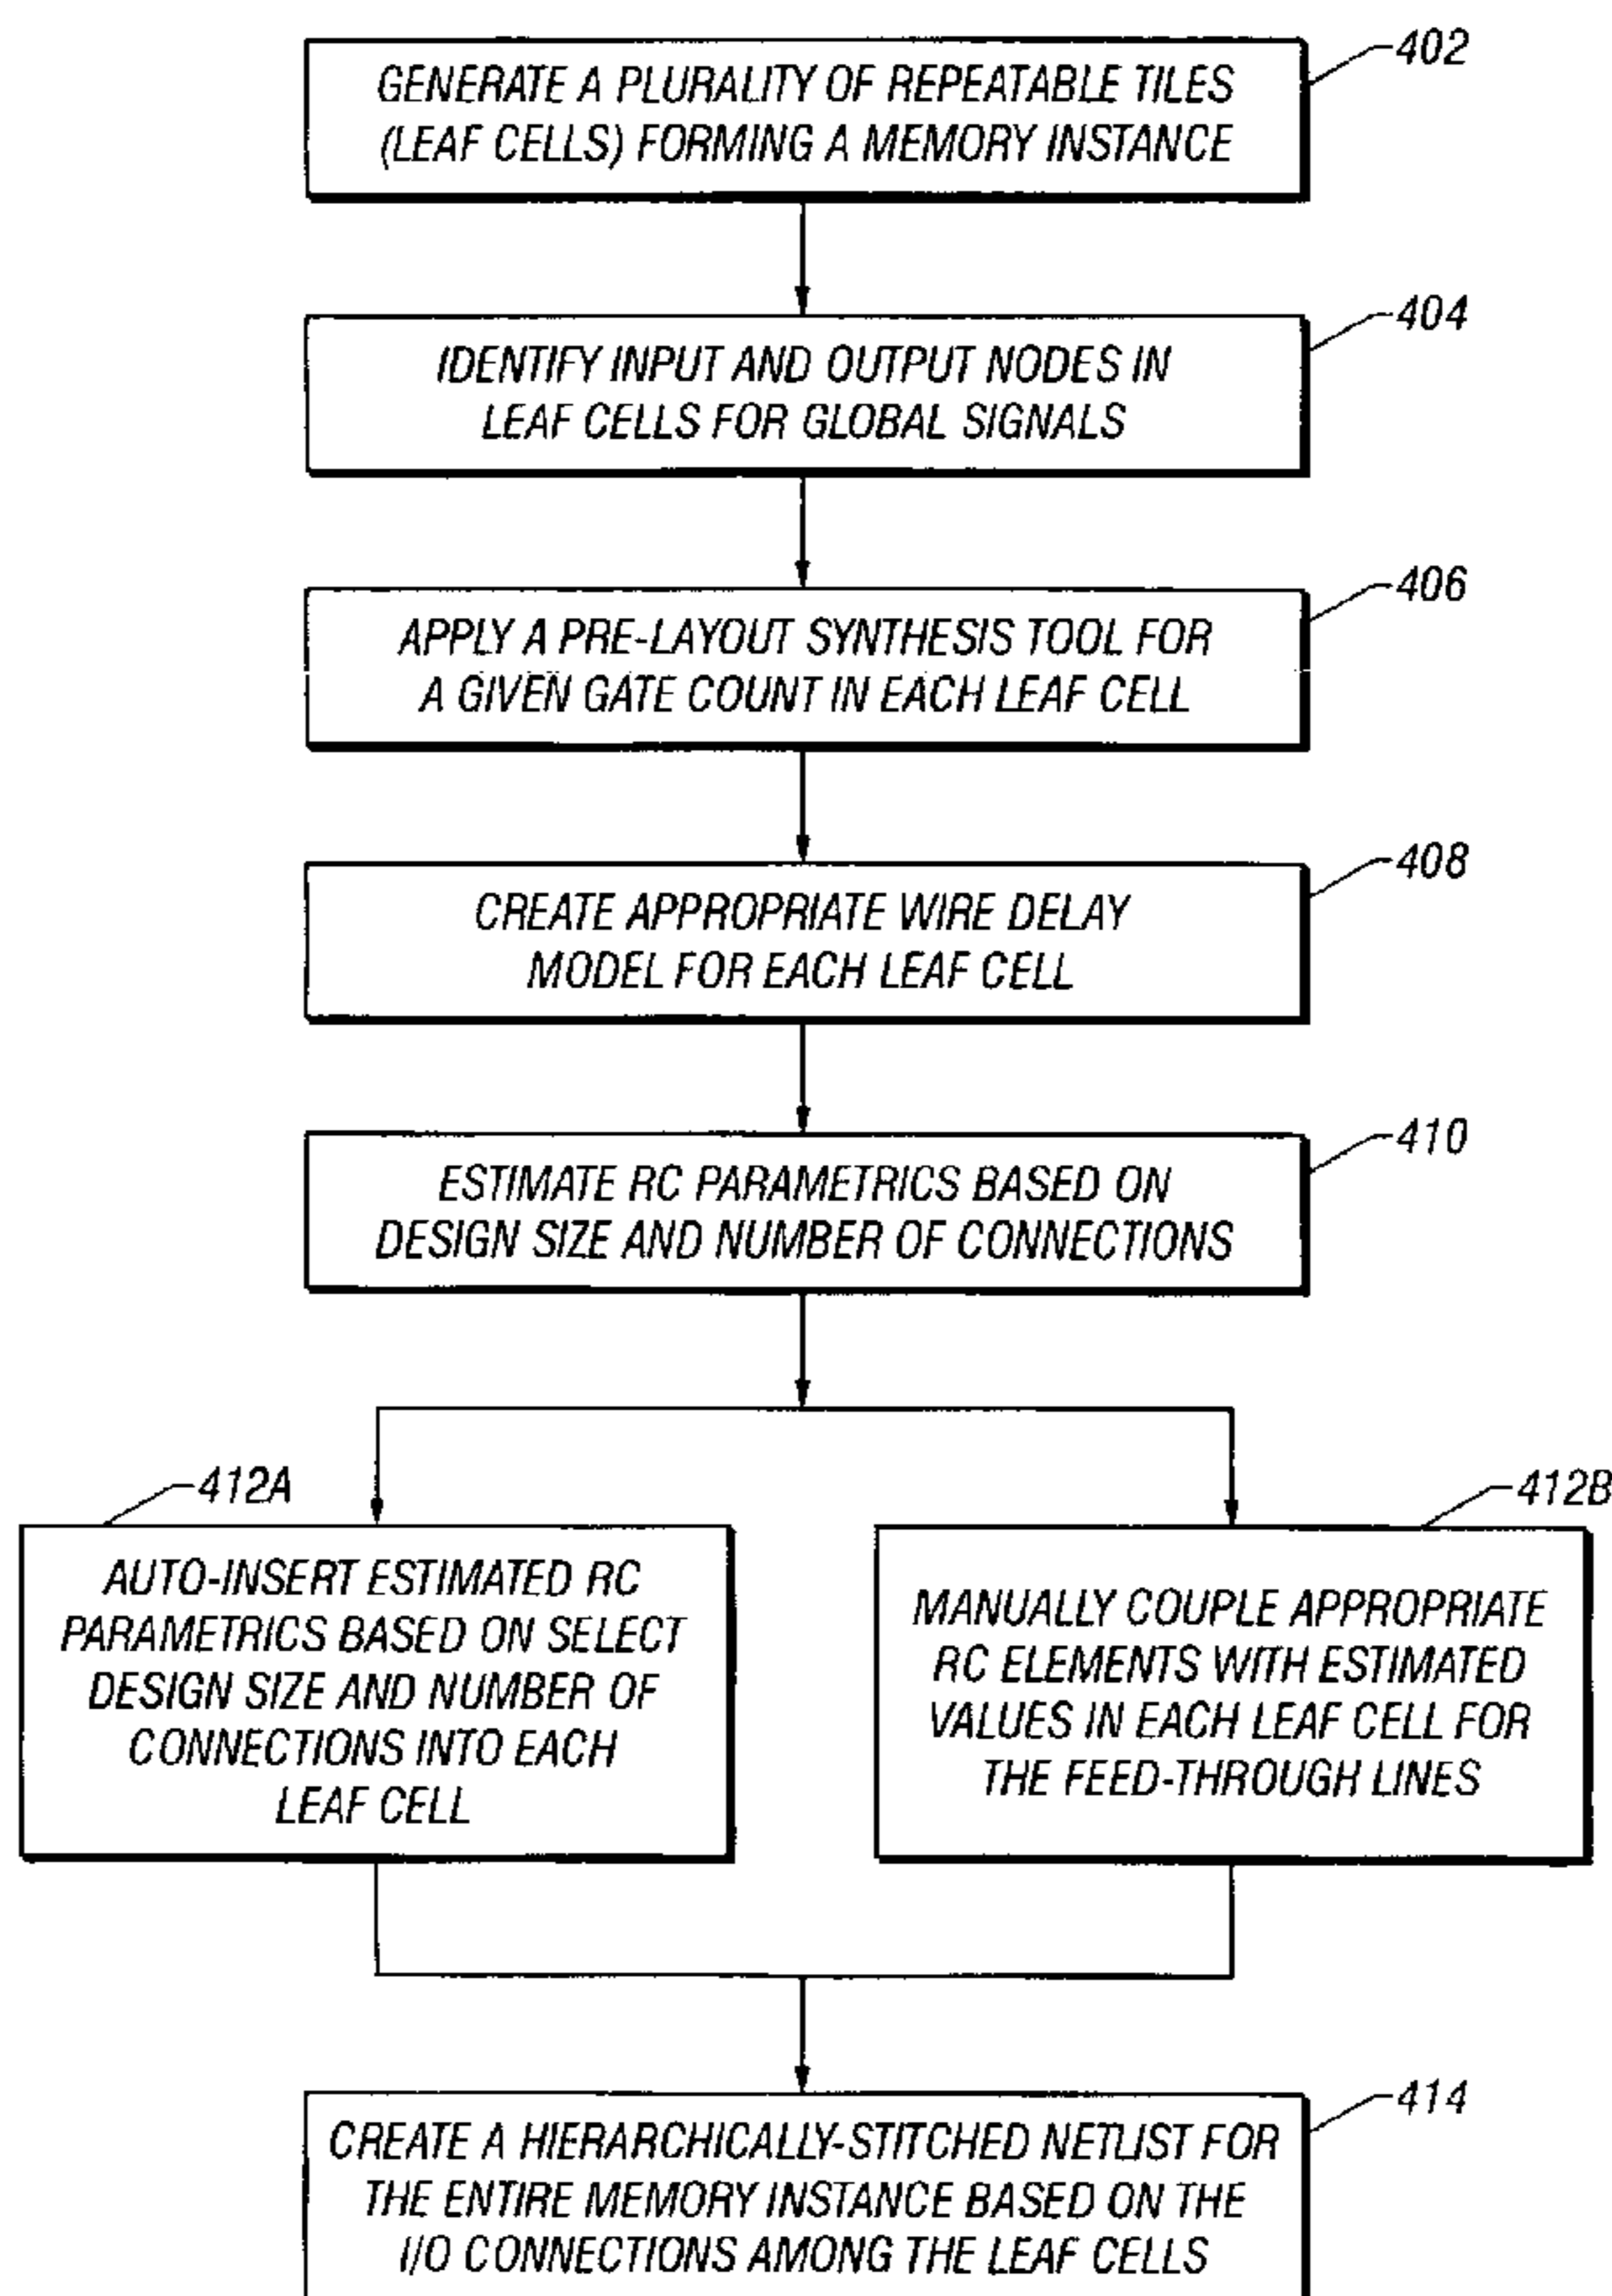 402
GENERATE A PLURALITY OF REPEATABLE TILES
(LEAF CELLS) FORMING A MEMORY INSTANCE
404
IDENTIFY INPUT AND OUTPUT NODES IN
LEAF CELLS FOR GLOBAL SIGNALS
406
APPLY A PRE-LAYOUT SYNTHESIS TOOL FOR
A GIVEN GATE COUNT IN EACH LEAF CELL
408
CREATE APPROPRIATE WIRE DELAY
MODEL FOR EACH LEAF CELL
410
ESTIMATE RC PARAMETRICS BASED ON
DESIGN SIZE AND NUMBER OF CONNECTIONS
412A
AUTO-INSERT ESTIMATED RC
PARAMETRICS BASED ON SELECT
DESIGN SIZE AND NUMBER OF
CONNECTIONS INTO EACH
LEAF CELL
412B
MANUALLY COUPLE APPROPRIATE
RC ELEMENTS WITH ESTIMATED
VALUES IN EACH LEAF CELL FOR
THE FEED-THROUGH LINES
414
CREATE A HIERARCHICALLY-STITCHED NETLIST FOR
THE ENTIRE MEMORY INSTANCE BASED ON THE
I/O CONNECTIONS AMONG THE LEAF CELLS